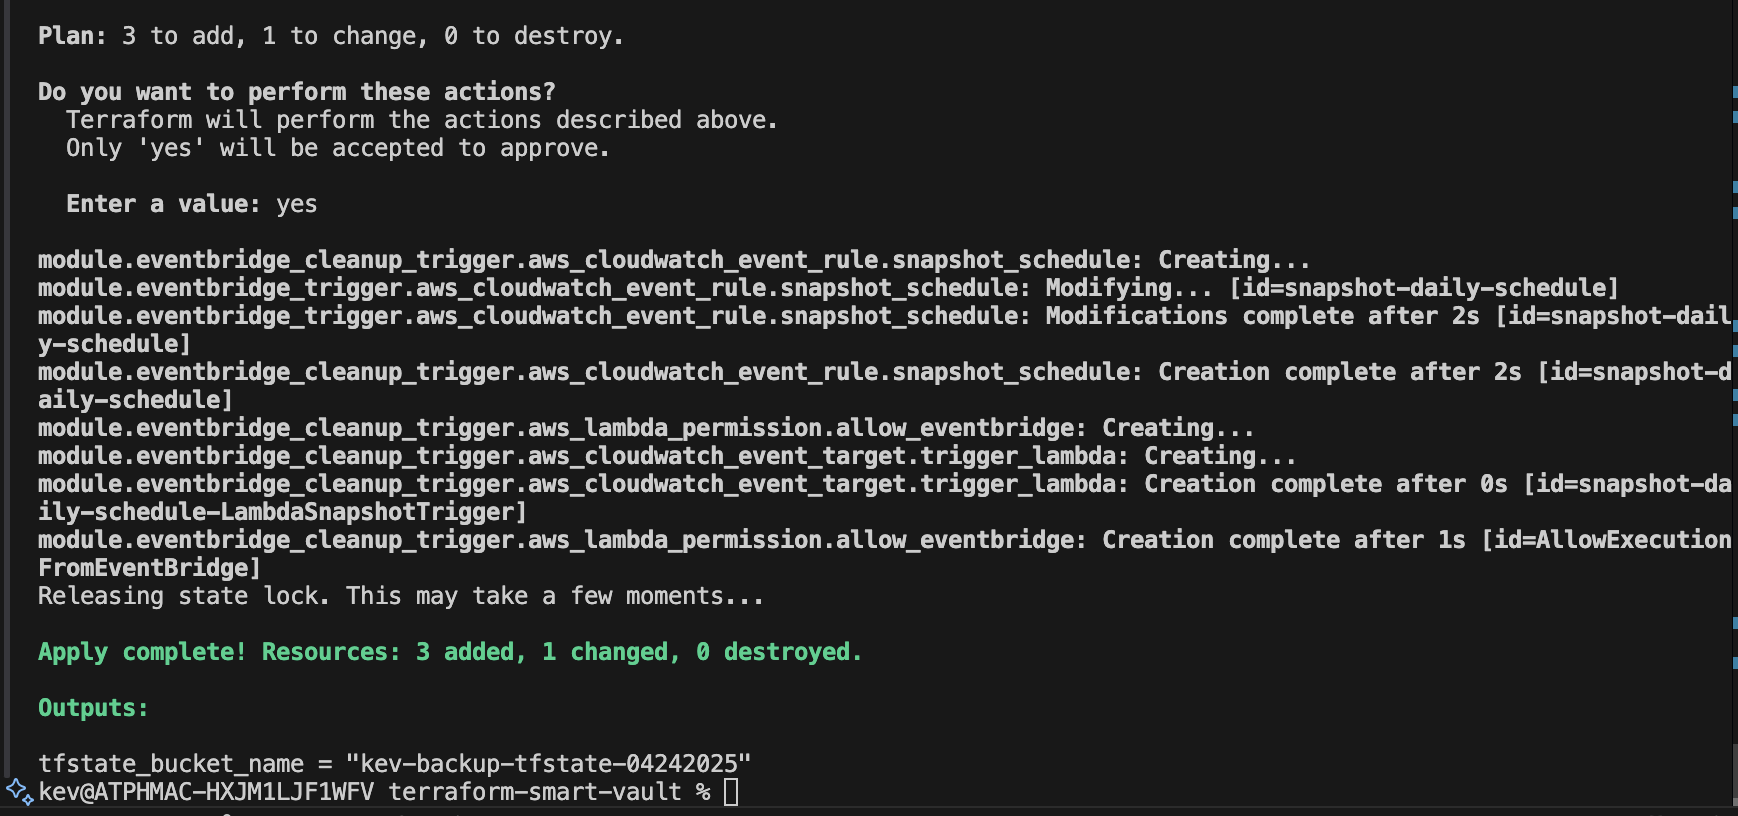 Plan: 3 to add, 1 to change, 0 to destroy.
Do you want to perform these actions?
Terraform will perform the actions described above.
Only 'yes' will be accepted to approve.
Enter a value: yes
module.eventbridge_cleanup_trigger.aws_cloudwatch_event_rule.snapshot_schedule: Creating...
module.eventbridge_trigger.aws_cloudwatch_event_rule.snapshot_schedule: Modifying... [id=snapshot-daily-schedule]
module.eventbridge_trigger.aws_cloudwatch_event_rule.snapshot_schedule: Modifications complete after 2s [id=snapshot-dail
y-schedule]
module.eventbridge_cleanup_trigger.aws_cloudwatch_event_rule.snapshot_schedule: Creation complete after 2s [id=snapshot-d
aily-schedule]
module.eventbridge_cleanup_trigger.aws_lambda_permission.allow_eventbridge: Creating...
module.eventbridge_cleanup_trigger.aws_cloudwatch_event_target.trigger_lambda: Creating...
module.eventbridge_cleanup_trigger.aws_cloudwatch_event_target.trigger_lambda: Creation complete after 0s [id=snapshot-da
ily-schedule-LambdaSnapshotTrigger]
module.eventbridge_cleanup_trigger.aws_lambda_permission.allow_eventbridge: Creation complete after 1s [id=AllowExecution
FromEventBridge]
Releasing state lock. This may take a few moments...
Apply complete! Resources: 3 added, 1 changed, 0 destroyed.
Outputs:
tfstate_bucket_name = "kev-backup-tfstate-04242025"
kev@ATPHMAC-HXJM1LJF1WFV terraform-smart-vault %